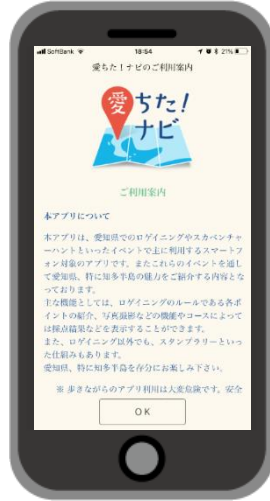 SoftBank 18:54 21%
愛ちた！ナビのご利用案内
愛ちた!
ナビ
ご利用案内
本アプリについて
本アプリは、愛知県でのロゲイニングやスカベンチャ
ーハントといったイベントで主に利用するスマートフ
ォン対象のアプリです。またこれらのイベントを通し
て愛知県、特に知多半島の魅力をご紹介する内容とな
っております。
主な機能としては、ロゲイニングのルールである各ポ
イントの紹介、写真撮影などの機能やコースによって
は採点結果などを表示することができます。
また、ロゲイニング以外でも、スタンプラリーといっ
た仕組みもあります。
愛知県、特に知多半島を存分にお楽しみ下さい。
※ 歩きながらのアプリ利用は大変危険です。安全
OK